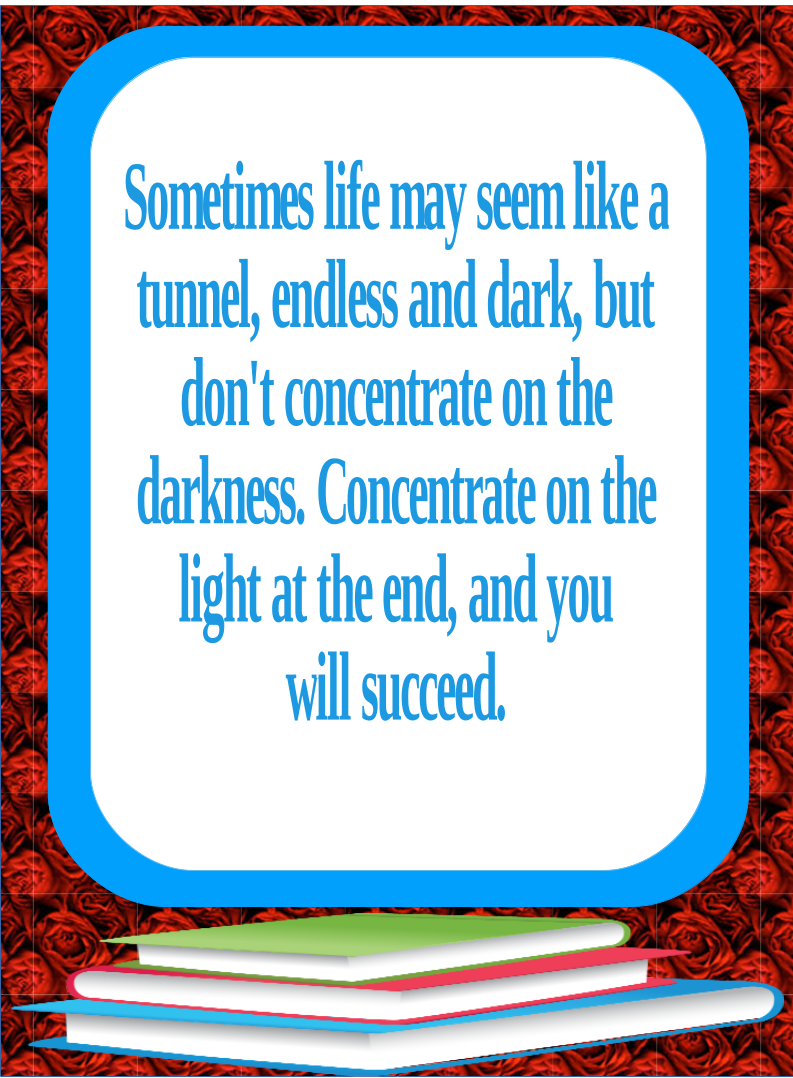 Sometimes life may seem like a
tunnel, endless and dark, but
don't concentrate on the
darkness. Concentrate on the
light at the end, and you
will succeed.